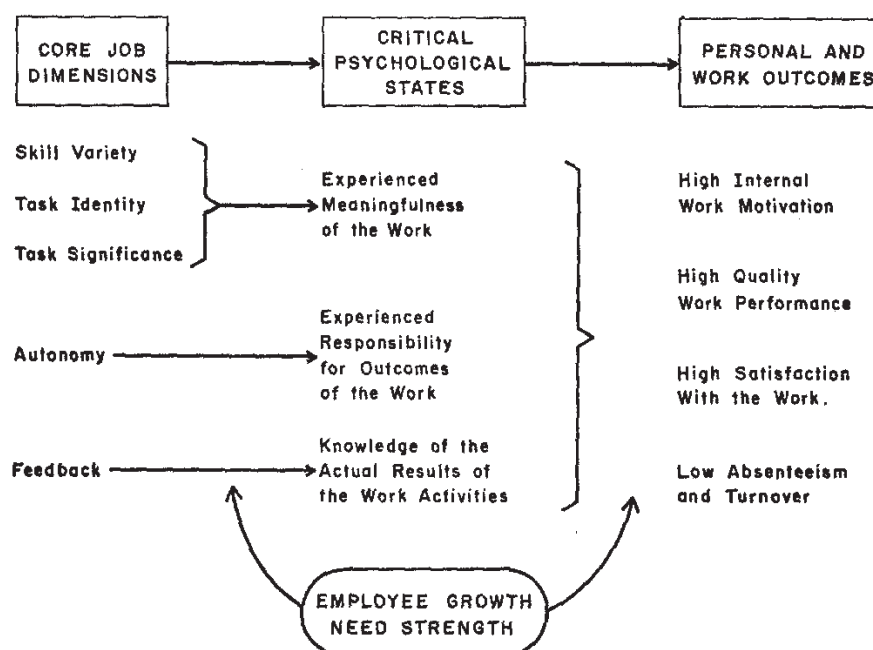 CORE JOB
DIMENSIONS
CRITICAL
PSYCHOLOGICAL
STATES
PERSONAL AND
WORK OUTCOMES
Skill Variety
Task Identity
Task Significance
Experienced
Meaningfulness
of the Work
High Internal
Work Motivation
High Quality
Work Performance
Autonomy
Experienced
Responsibility
for Outcomes
of the Work
High Satisfaction
With the Work.
Feedback
Knowledge of the
Actual Results of
the Work Activities
Low Absenteeism
and Turnover
EMPLOYEE GROWTH
NEED STRENGTH